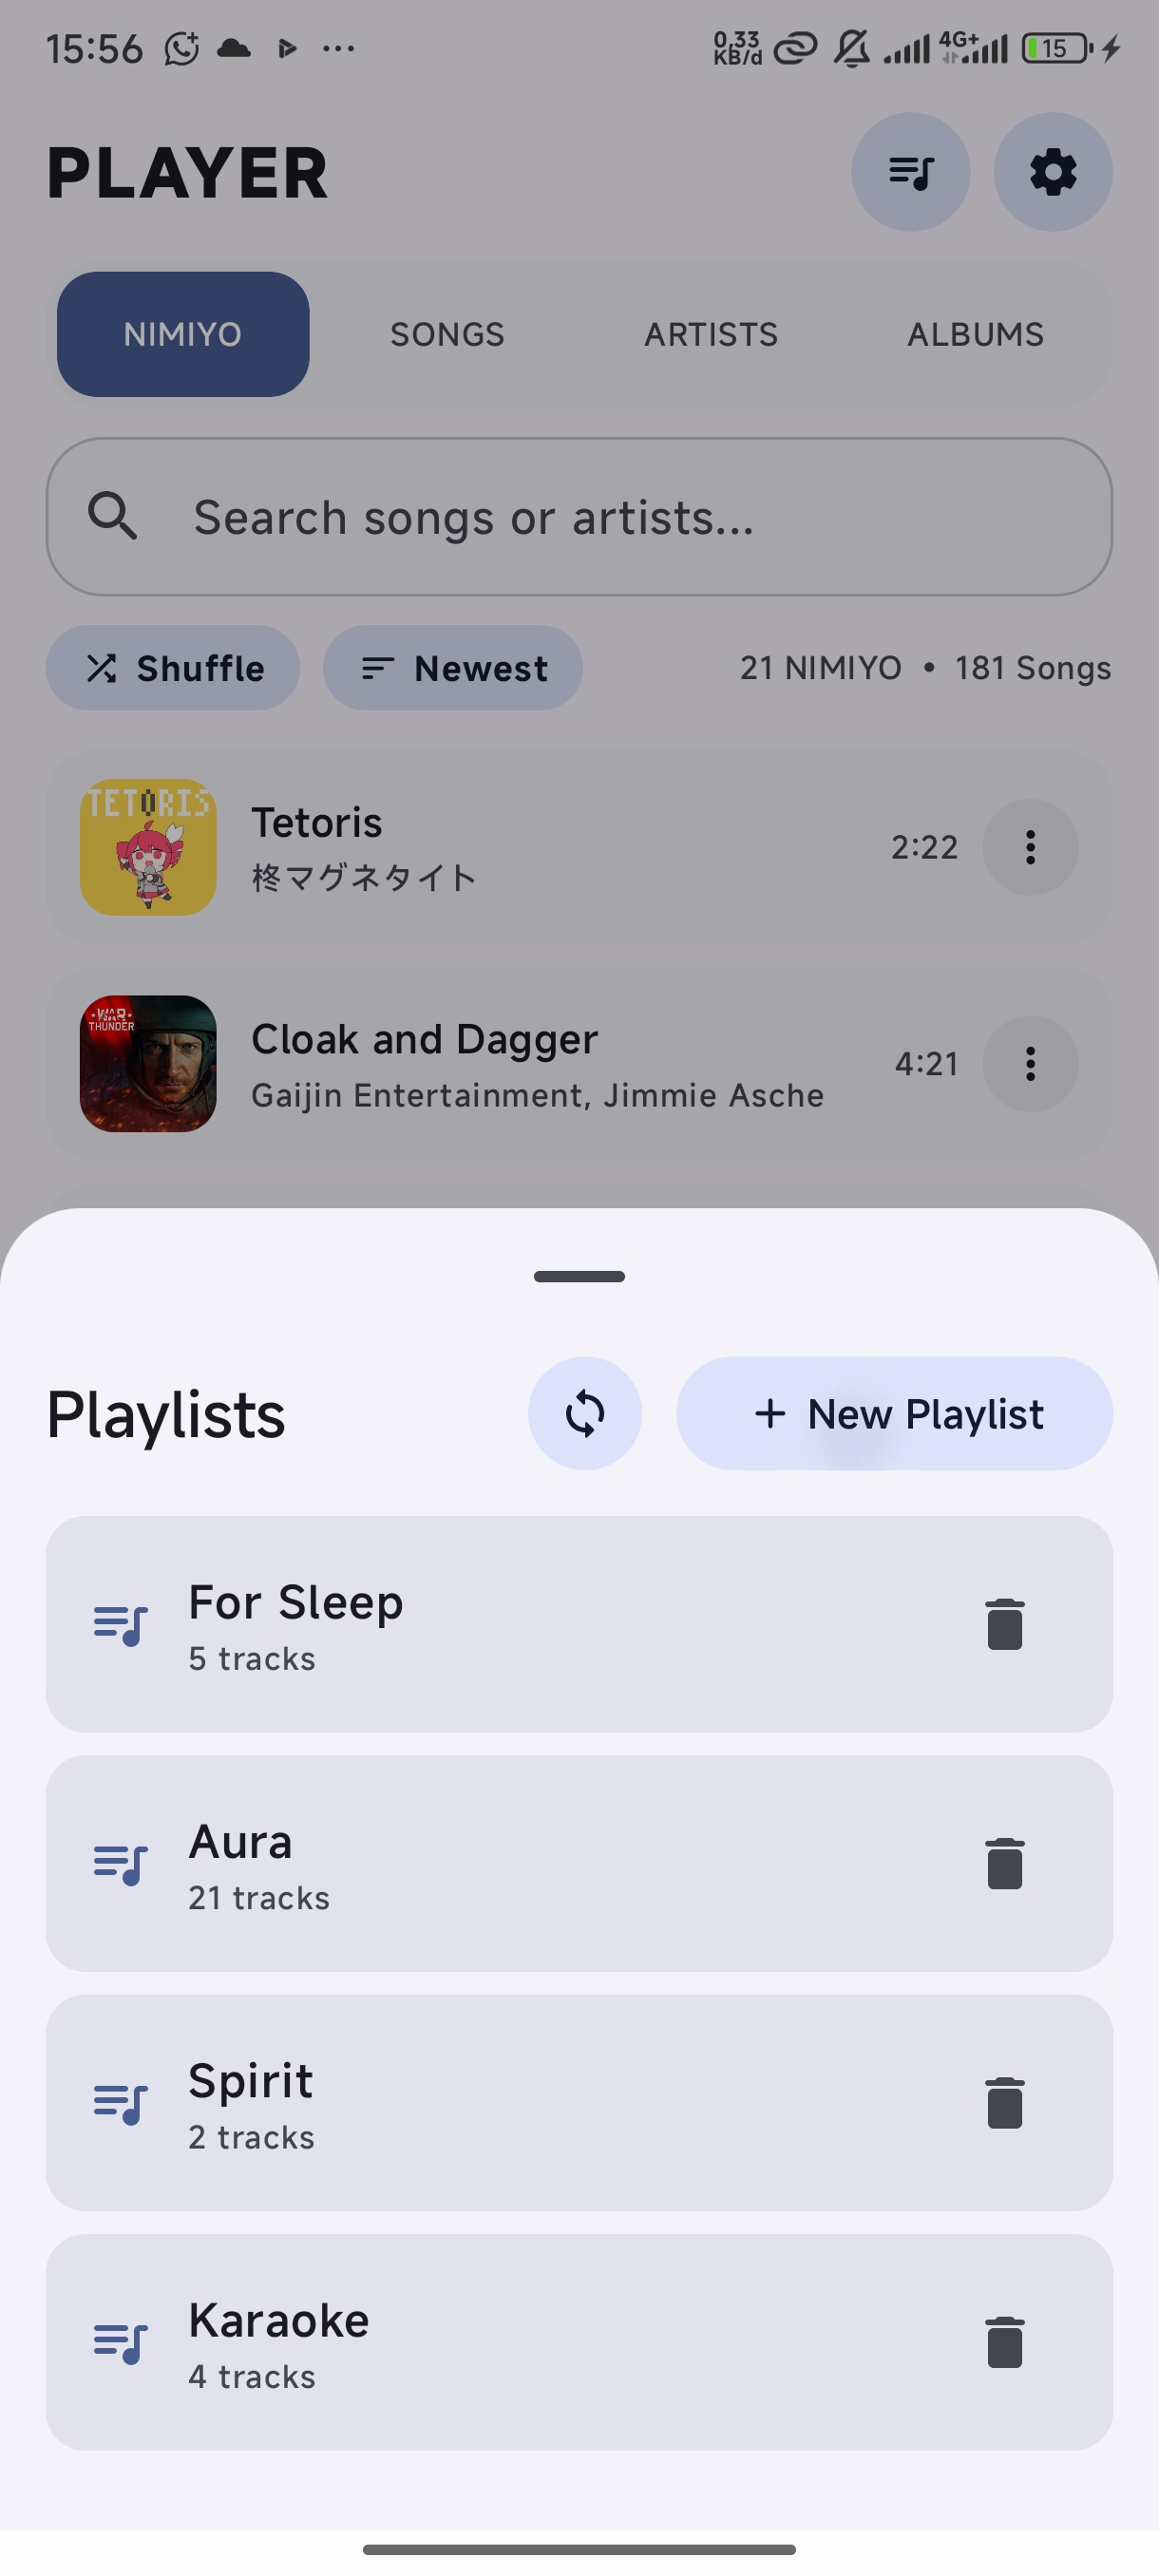 15:56
0,33
KB/d
4G+
15
PLAYER
NIMIYO
SONGS
ARTISTS
ALBUMS
Search songs or artists...
Shuffle
Newest
21 NIMIYO • 181 Songs
TETORIS
Tetoris
柊マグネタイト
2:22
WAR
THUNDER
Cloak and Dagger
Gaijin Entertainment, Jimmie Asche
4:21
Playlists
+ New Playlist
For Sleep
5 tracks
Aura
21 tracks
Spirit
2 tracks
Karaoke
4 tracks